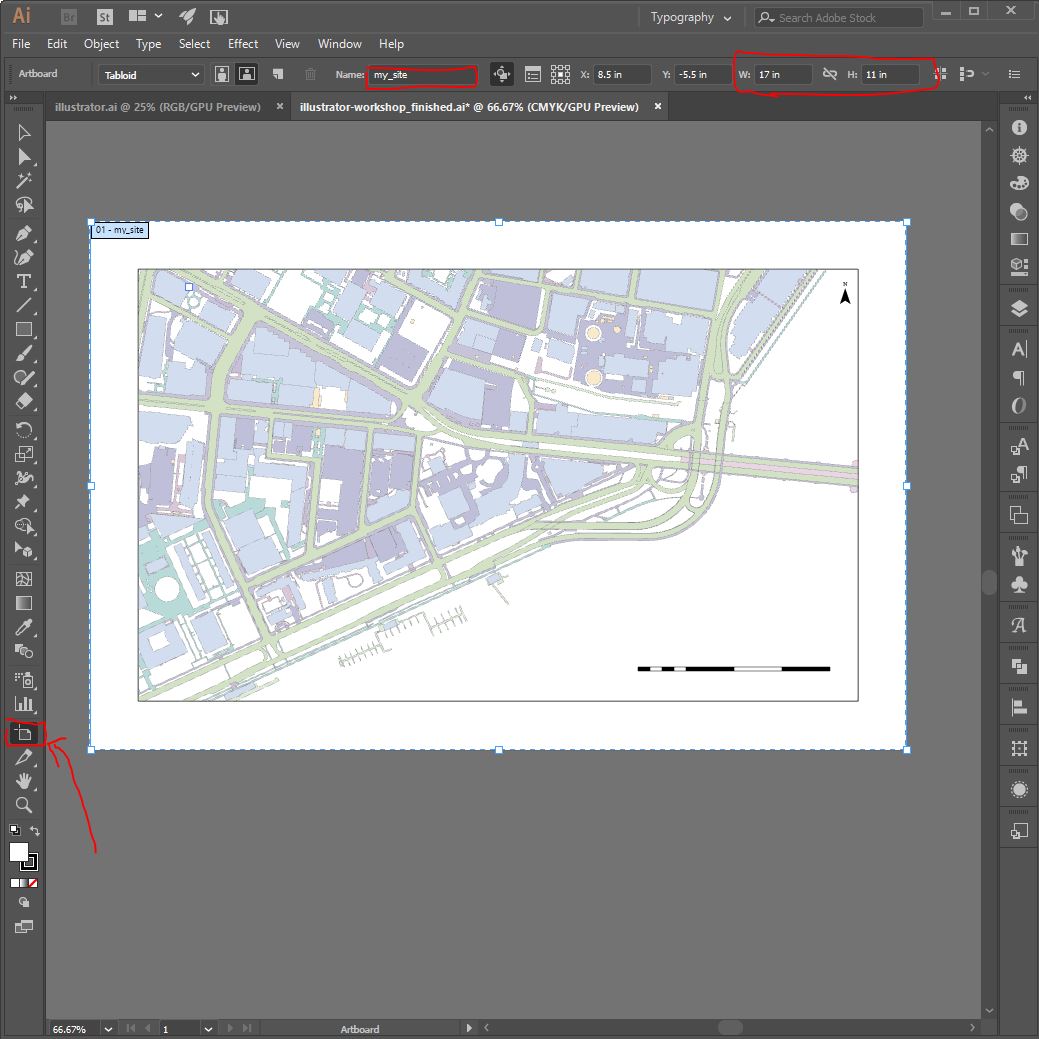 Ai Br St Typography Search Adobe Stock
File Edit Object Type Select Effect View Window Help
Artboard Tabloid Name: my_site X: 8.5 in Y: -5.5 in W: 17 in H: 11 in
illustrator.ai @ 25% (RGB/GPU Preview) × illustrator-workshop_finished.ai* @ 66.67% (CMYK/GPU Preview) ×
01 - my_site
N
66.67% 1 Artboard